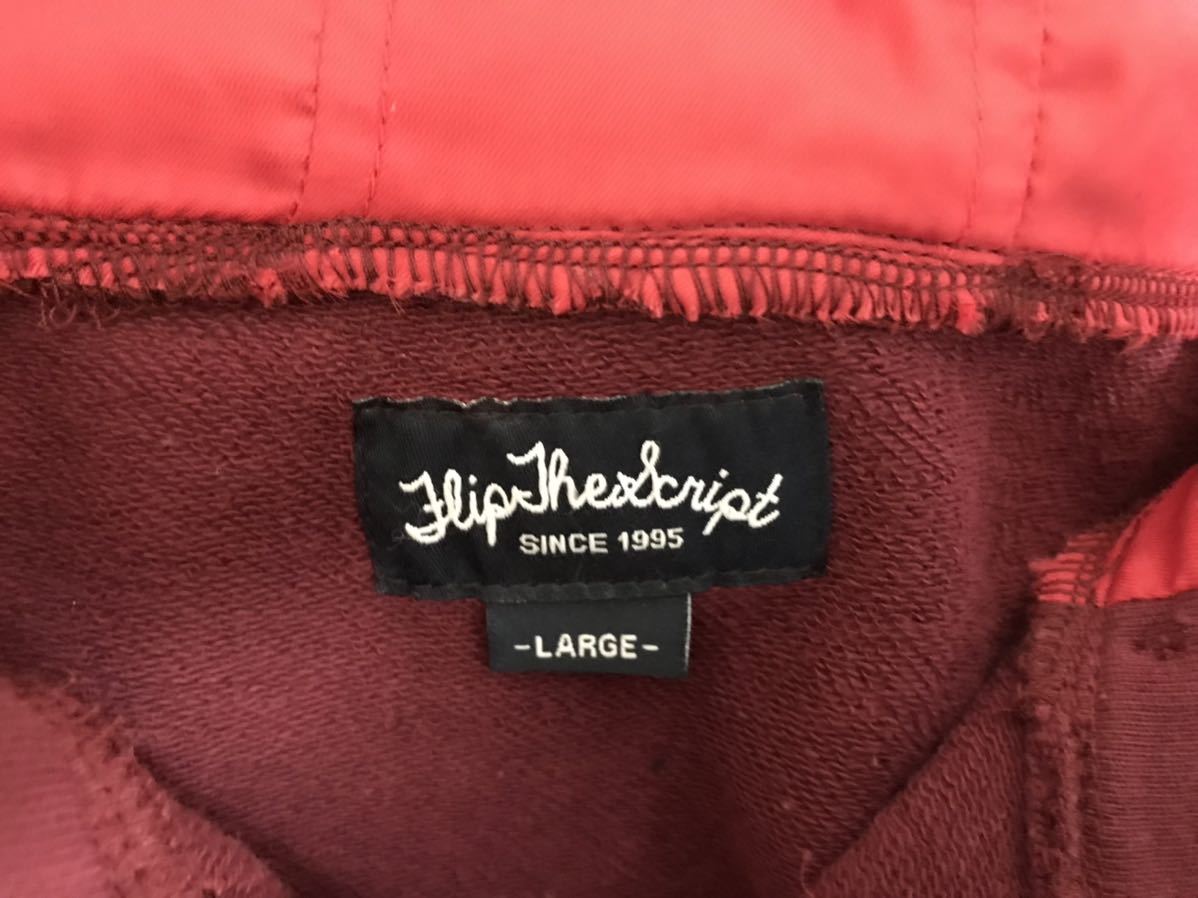 FlipTheScript
SINCE 1995
-LARGE-